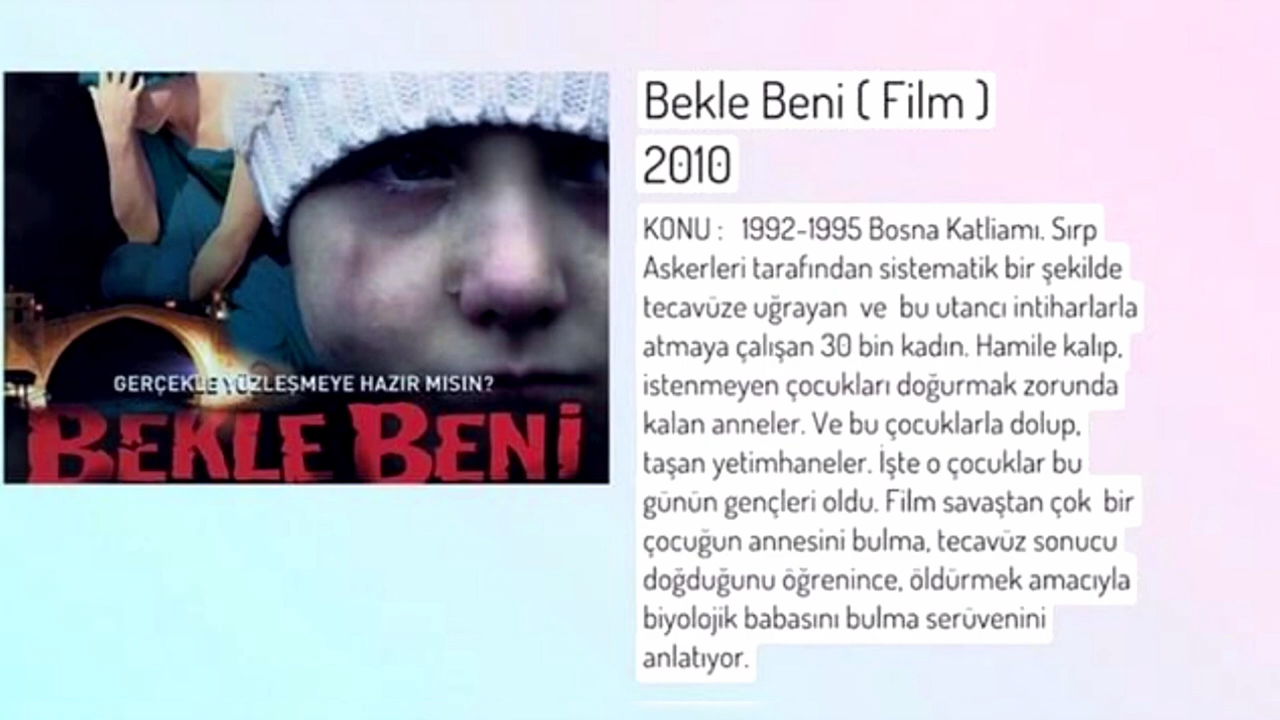 GERÇEKLE YÜZLEŞMEYE HAZIR MISIN?
BEKLE BENİ
Bekle Beni ( Film )
2010
KONU : 1992-1995 Bosna Katliamı. Sırp
Askerleri tarafından sistematik bir şekilde
tecavüze uğrayan ve bu utancı intiharlarla
atmaya çalışan 30 bin kadın. Hamile kalıp,
istenmeyen çocukları doğurmak zorunda
kalan anneler. Ve bu çocuklarla dolup,
taşan yetimhaneler. İşte o çocuklar bu
günün gençleri oldu. Film savaştan çok bir
çocuğun annesini bulma, tecavüz sonucu
doğduğunu öğrenince, öldürmek amacıyla
biyolojik babasını bulma serüvenini
anlatıyor.